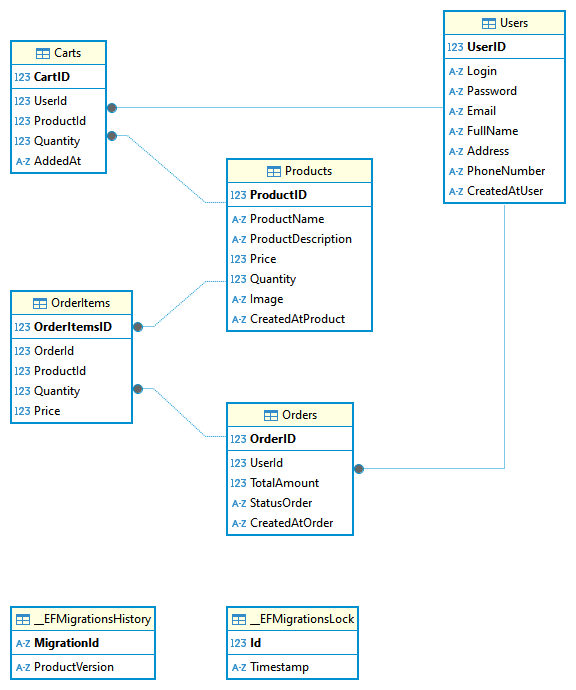 Carts
123 CartID
123 UserId
123 ProductId
123 Quantity
A-Z AddedAt
Users
123 UserID
A-Z Login
A-Z Password
A-Z Email
A-Z FullName
A-Z Address
A-Z PhoneNumber
A-Z CreatedAtUser
Products
123 ProductID
A-Z ProductName
A-Z ProductDescription
123 Price
123 Quantity
A-Z Image
A-Z CreatedAtProduct
OrderItems
123 OrderItemsID
123 OrderId
123 ProductId
123 Quantity
123 Price
Orders
123 OrderID
123 UserId
123 TotalAmount
A-Z StatusOrder
A-Z CreatedAtOrder
__EFMigrationsHistory
A-Z MigrationId
A-Z ProductVersion
__EFMigrationsLock
123 Id
A-Z Timestamp